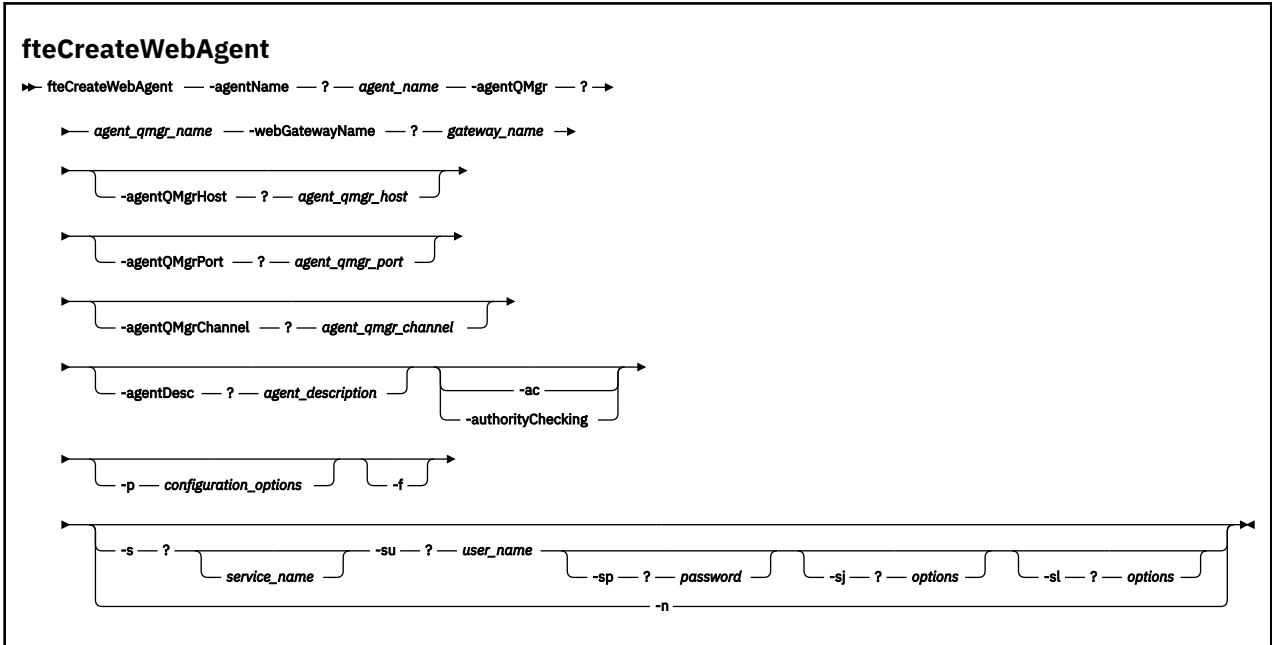 fteCreateWebAgent
fteCreateWebAgent -agentName ? agent_name -agentQMgr ?
agent_qmgr_name -webGatewayName ? gateway_name
-agentQMgrHost ? agent_qmgr_host
-agentQMgrPort ? agent_qmgr_port
-agentQMgrChannel ? agent_qmgr_channel
-agentDesc ? agent_description -ac
-authorityChecking
-p configuration_options -f
-s ? -su ? user_name
service_name -sp ? password -sj ? options -sl ? options
-n